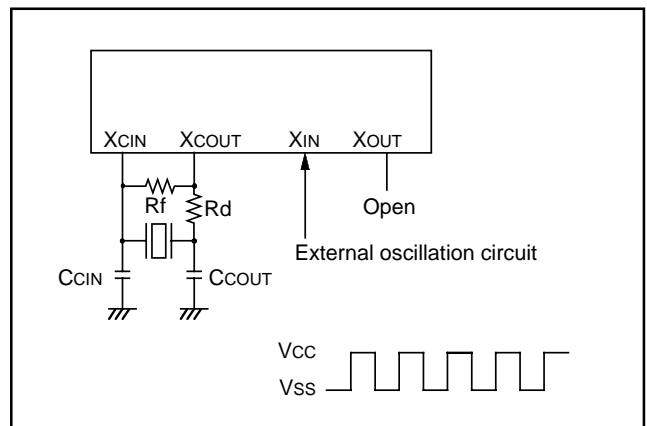 XCIN XCOUT XIN XOUT
Rf Rd
Open
External oscillation circuit
CCIN CCOUT
VCC
VSS